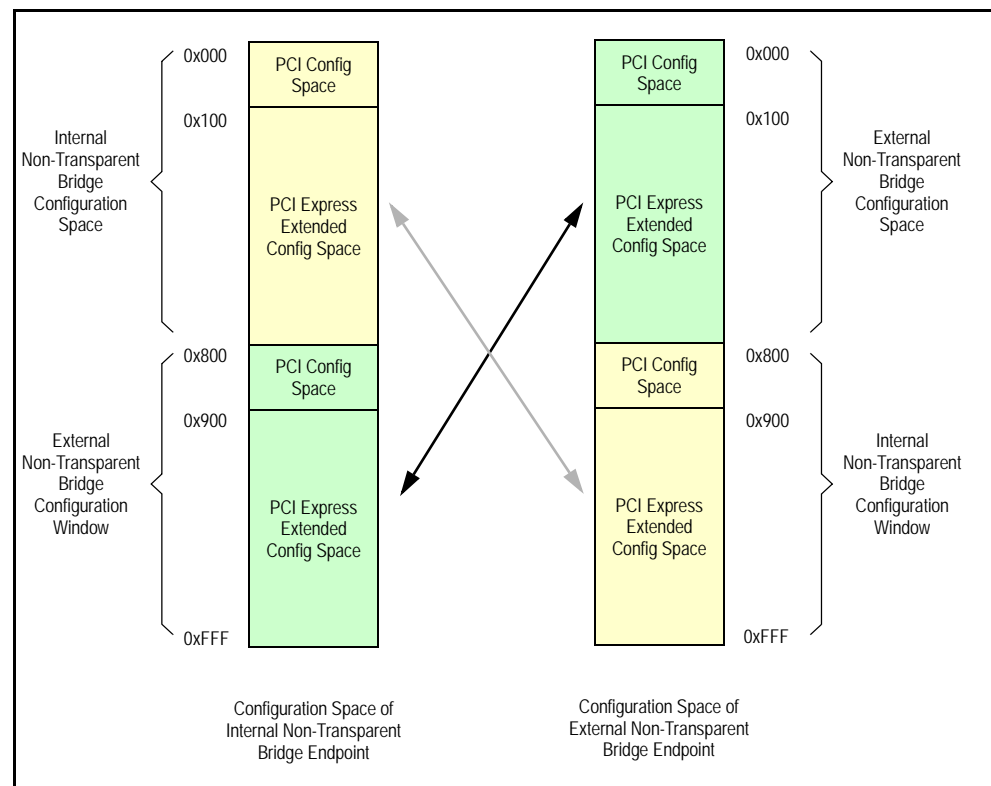 0x000
PCI Config
Space
0x100
Internal
Non-Transparent
Bridge
Configuration
Space
PCI Express
Extended
Config Space
0x800
PCI Config
Space
0x900
External
Non-Transparent
Bridge
Configuration
Window
PCI Express
Extended
Config Space
0xFFF
Configuration Space of
Internal Non-Transparent
Bridge Endpoint
PCI Config
Space
0x000
0x100
External
Non-Transparent
Bridge
Configuration
Space
PCI Express
Extended
Config Space
PCI Config
Space
0x800
0x900
Internal
Non-Transparent
Bridge
Configuration
Window
PCI Express
Extended
Config Space
0xFFF
Configuration Space of
External Non-Transparent
Bridge Endpoint